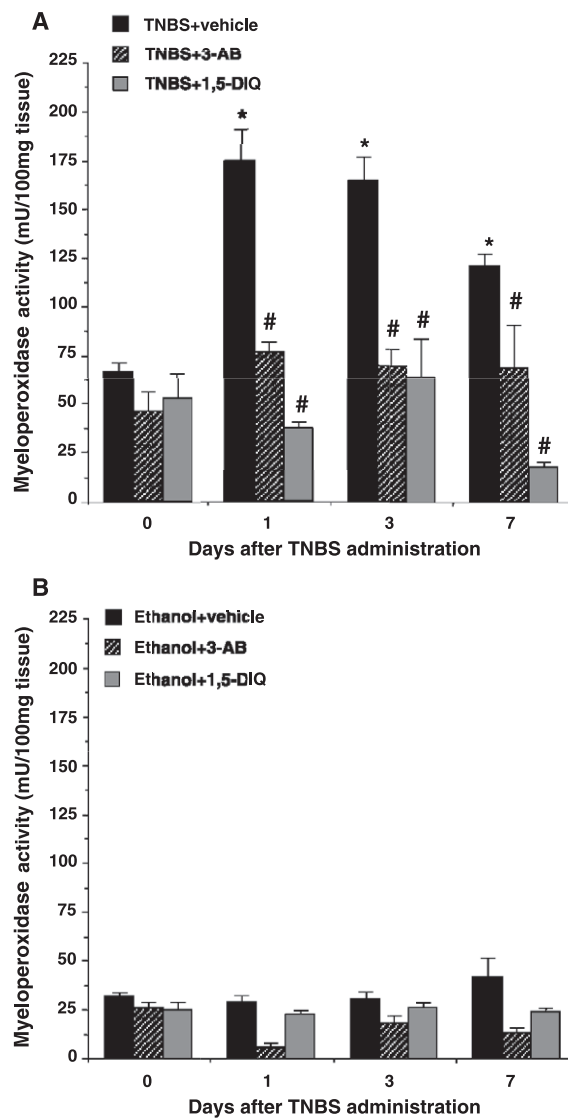 A
TNBS+vehicle
TNBS+3-AB
TNBS+1,5-DIQ
Myeloperoxidase activity (mU/100mg tissue)
225
200
175
150
125
100
75
50
25
0
*
#
#
*
#
#
*
#
#
0 1 3 7
Days after TNBS administration
B
Ethanol+vehicle
Ethanol+3-AB
Ethanol+1,5-DIQ
Myeloperoxidase activity (mU/100mg tissue)
225
200
175
150
125
100
75
50
25
0
0 1 3 7
Days after TNBS administration